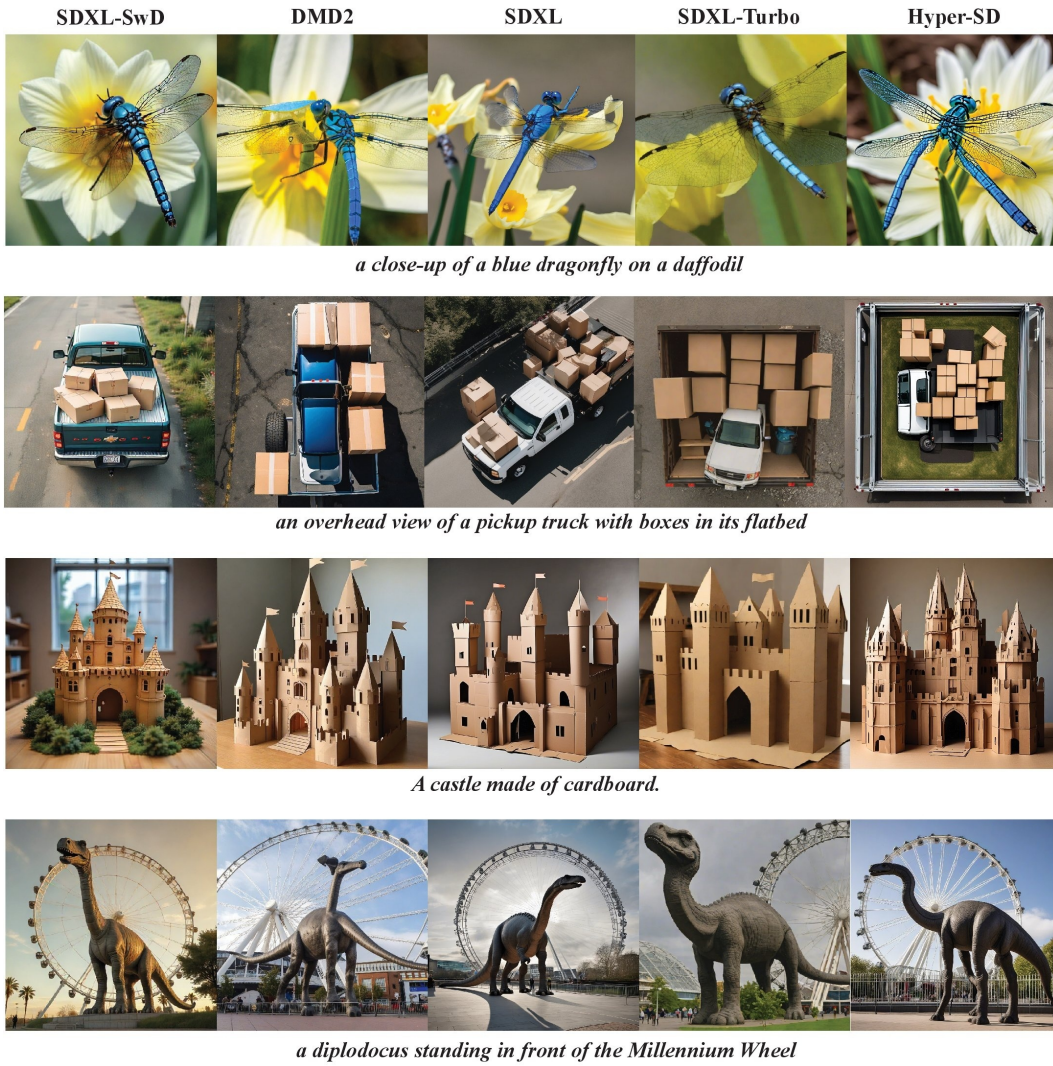 SDXL-SwD DMD2 SDXL SDXL-Turbo Hyper-SD
a close-up of a blue dragonfly on a daffodil
an overhead view of a pickup truck with boxes in its flatbed
A castle made of cardboard.
a diplodocus standing in front of the Millennium Wheel